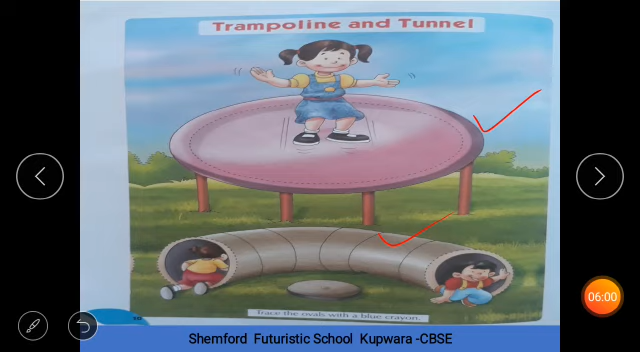 Trampoline and Tunnel
Trace the ovals with a blue crayon.
Shemford Futuristic School Kupwara -CBSE
06:00